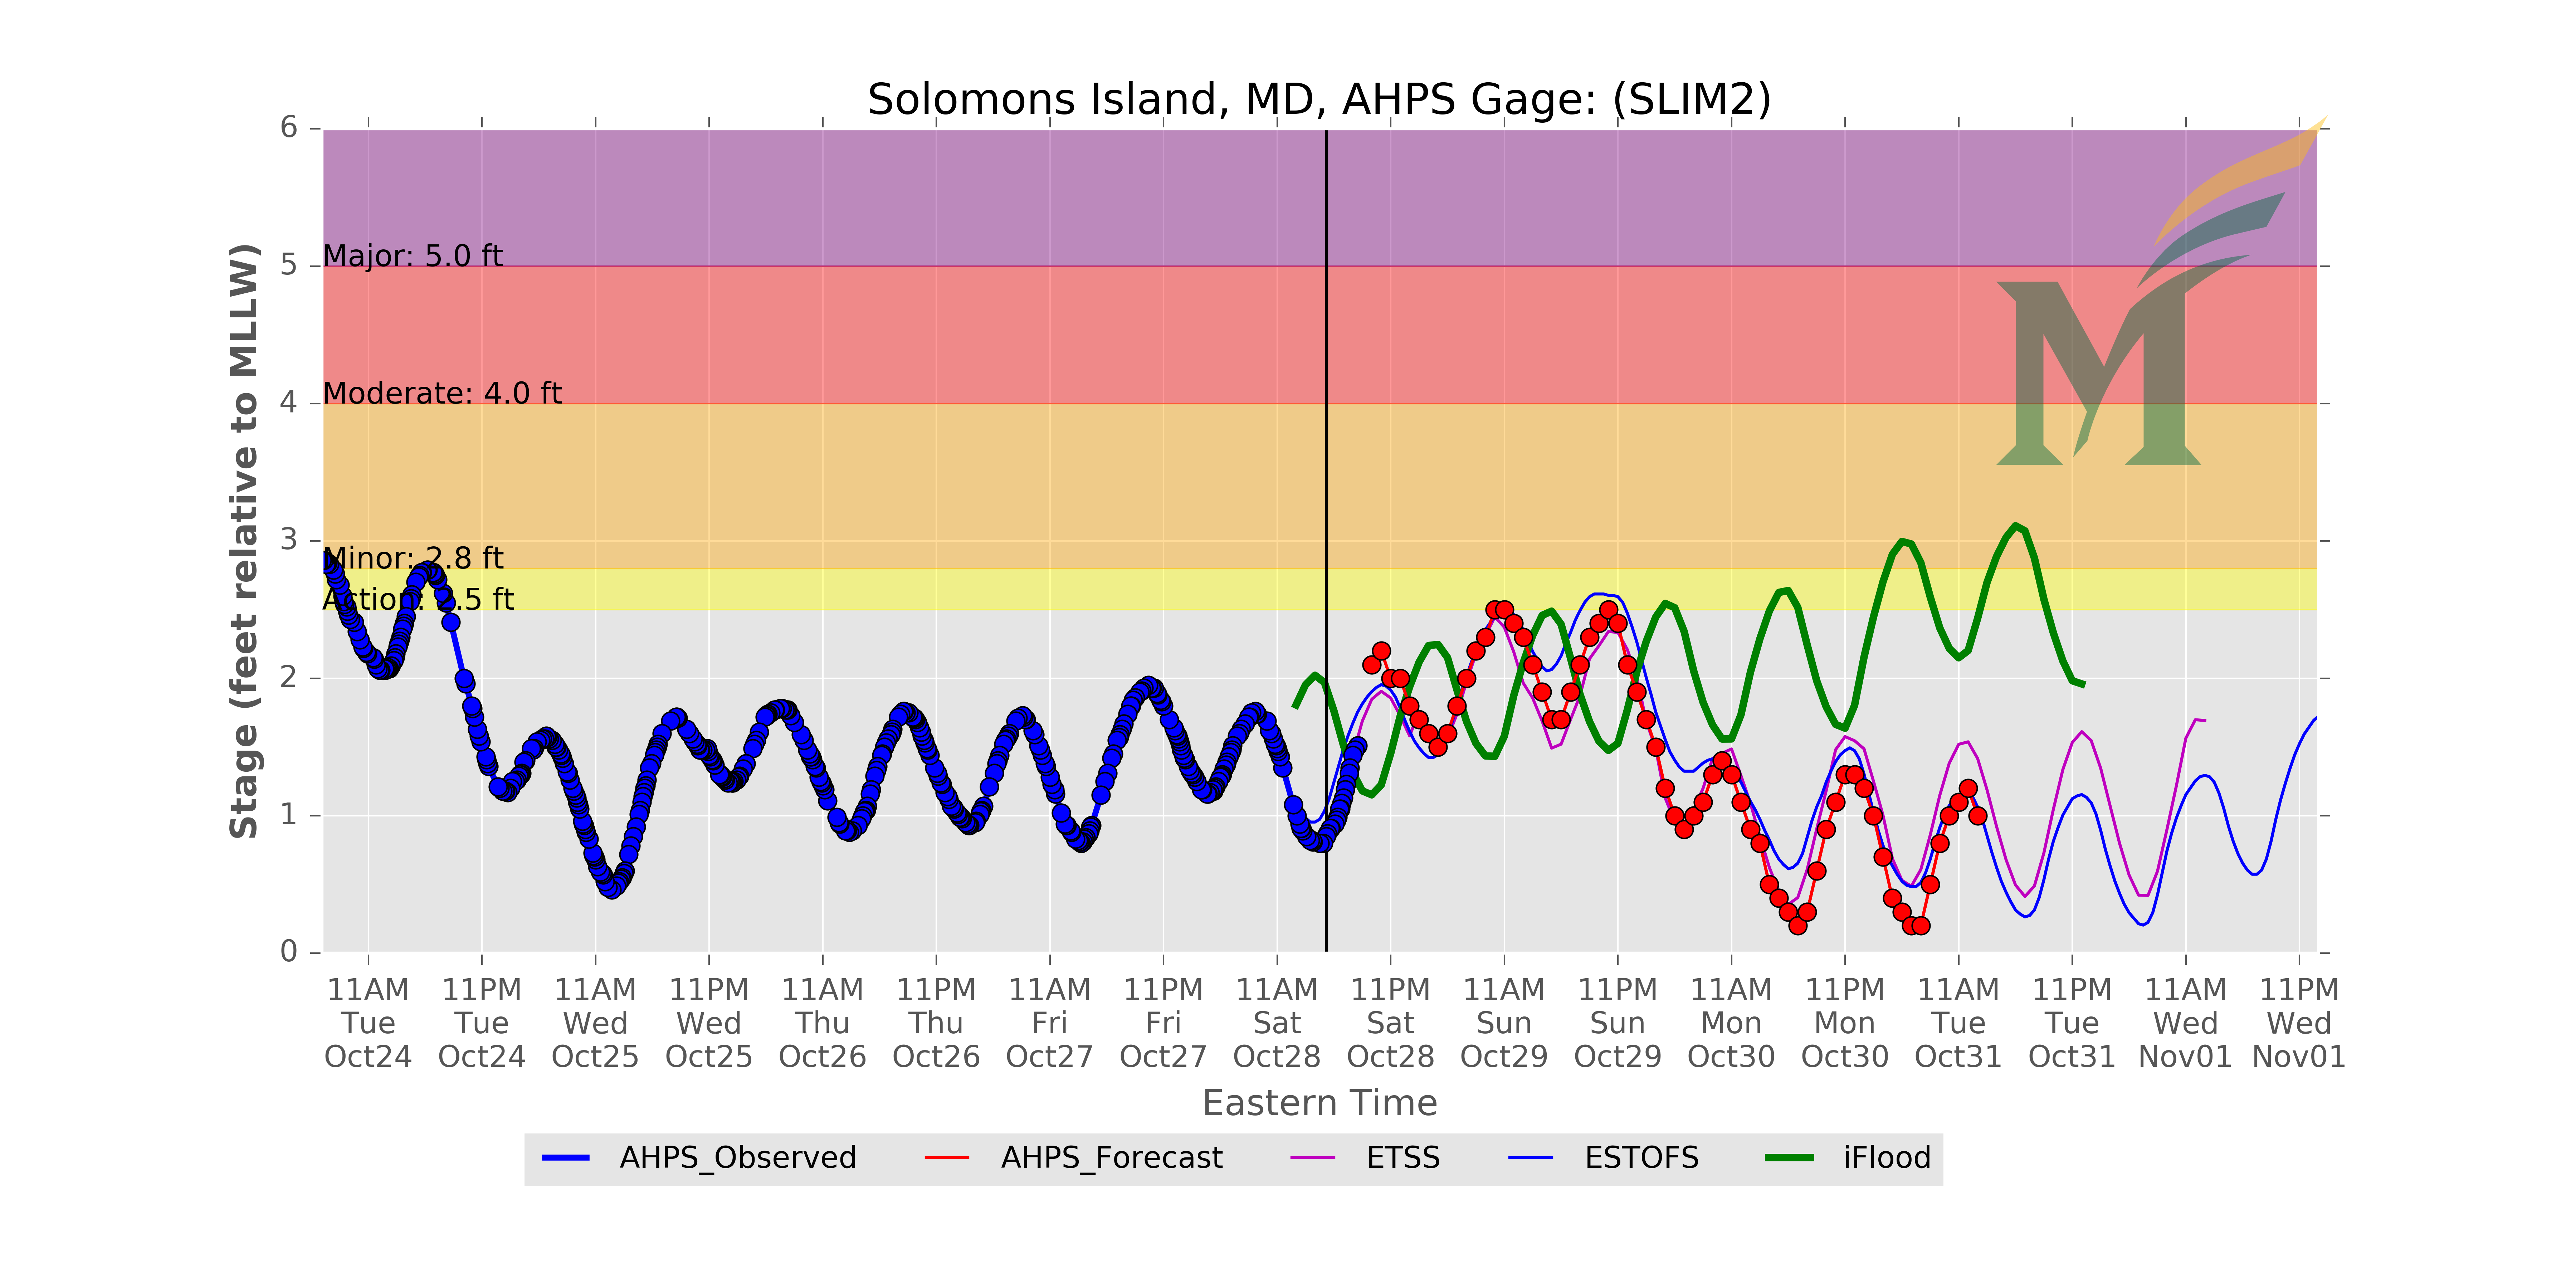 Solomons Island, MD, AHPS Gage: (SLIM2)
Stage (feet relative to MLLW)
6
5
4
3
2
1
0
Major: 5.0 ft
Moderate: 4.0 ft
Minor: 2.8 ft
Action: 2.5 ft
11AM 11PM 11AM 11PM 11AM 11PM 11AM 11PM 11AM 11PM 11AM 11PM 11AM 11PM 11AM 11PM 11AM 11PM
Tue Tue Wed Wed Thu Thu Fri Fri Sat Sat Sun Sun Mon Mon Tue Tue Wed Wed
Oct24 Oct24 Oct25 Oct25 Oct26 Oct26 Oct27 Oct27 Oct28 Oct28 Oct29 Oct29 Oct30 Oct30 Oct31 Oct31 Nov01 Nov01
Eastern Time
AHPS_Observed AHPS_Forecast ETSS ESTOFS iFlood
M